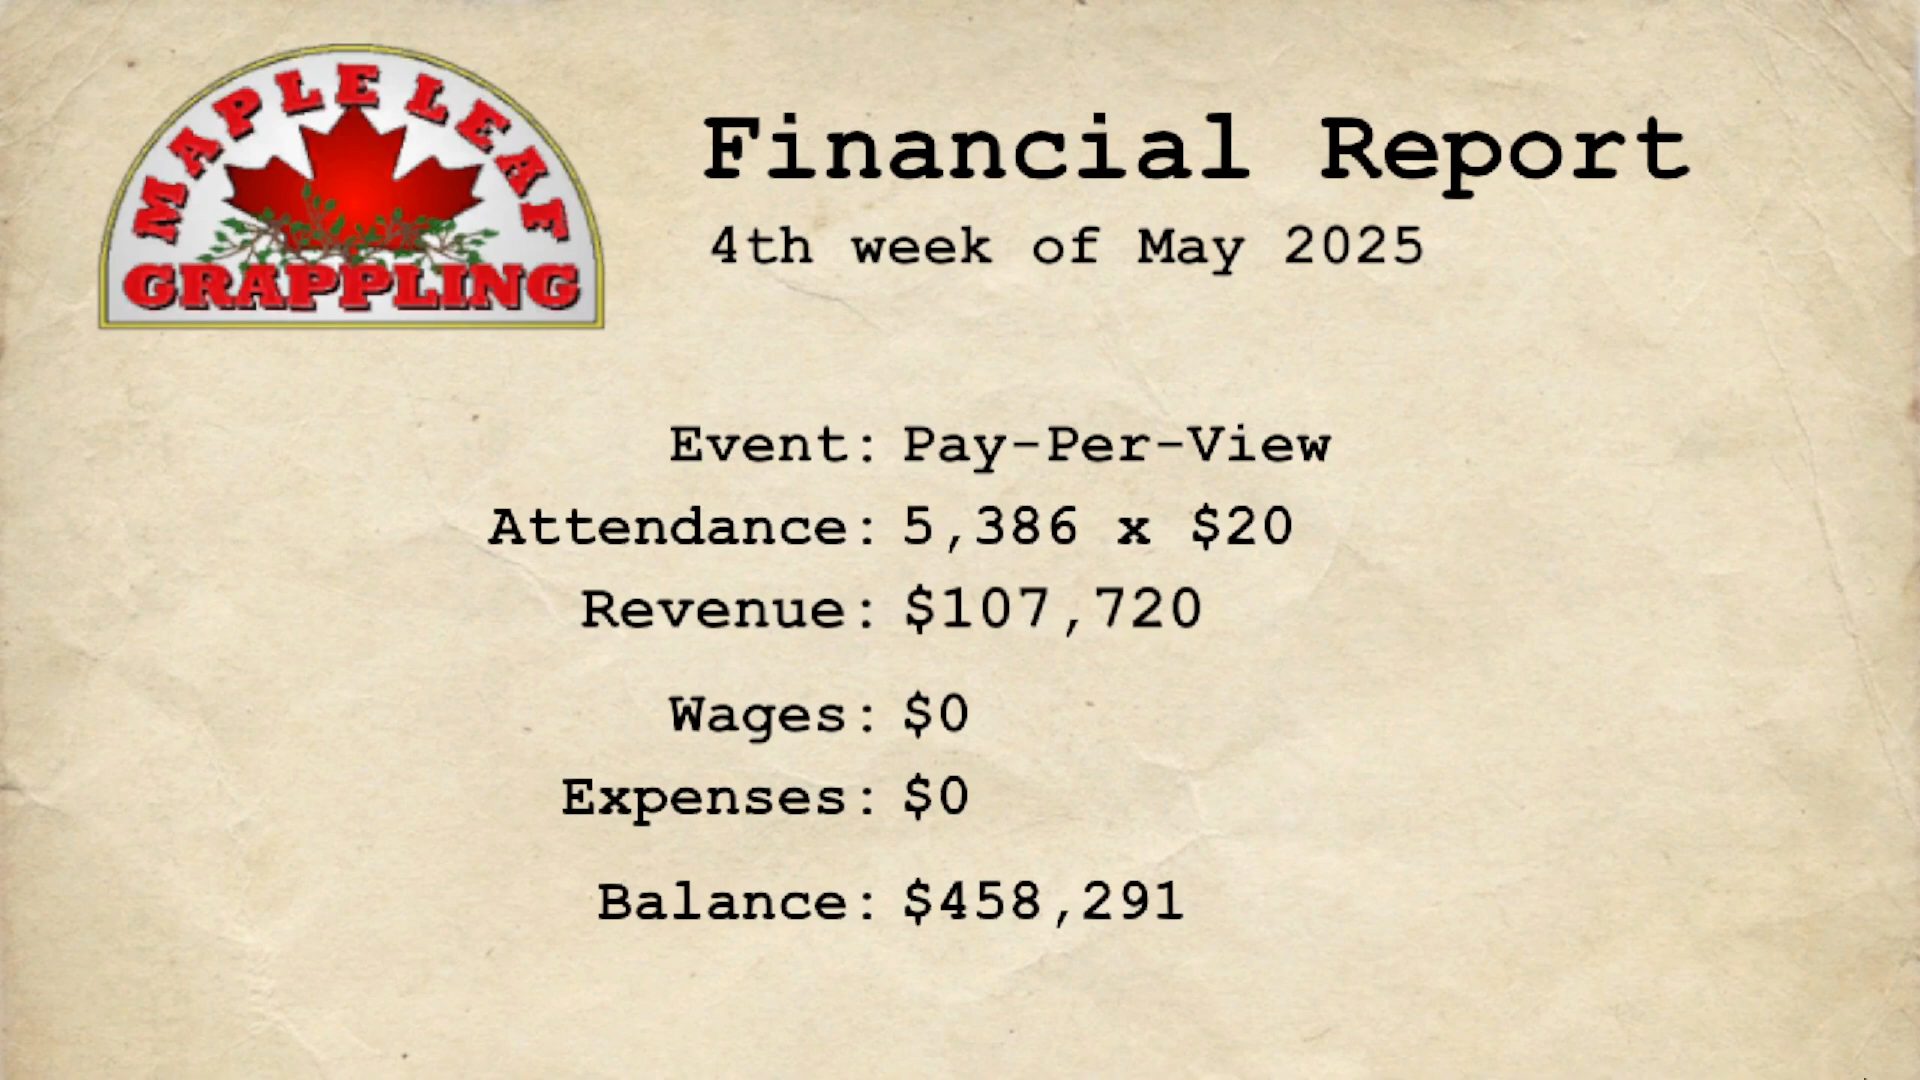 MAPLE LEAF
GRAPPLING
Financial Report
4th week of May 2025
Event: Pay-Per-View
Attendance: 5,386 x $20
Revenue: $107,720
Wages: $0
Expenses: $0
Balance: $458,291